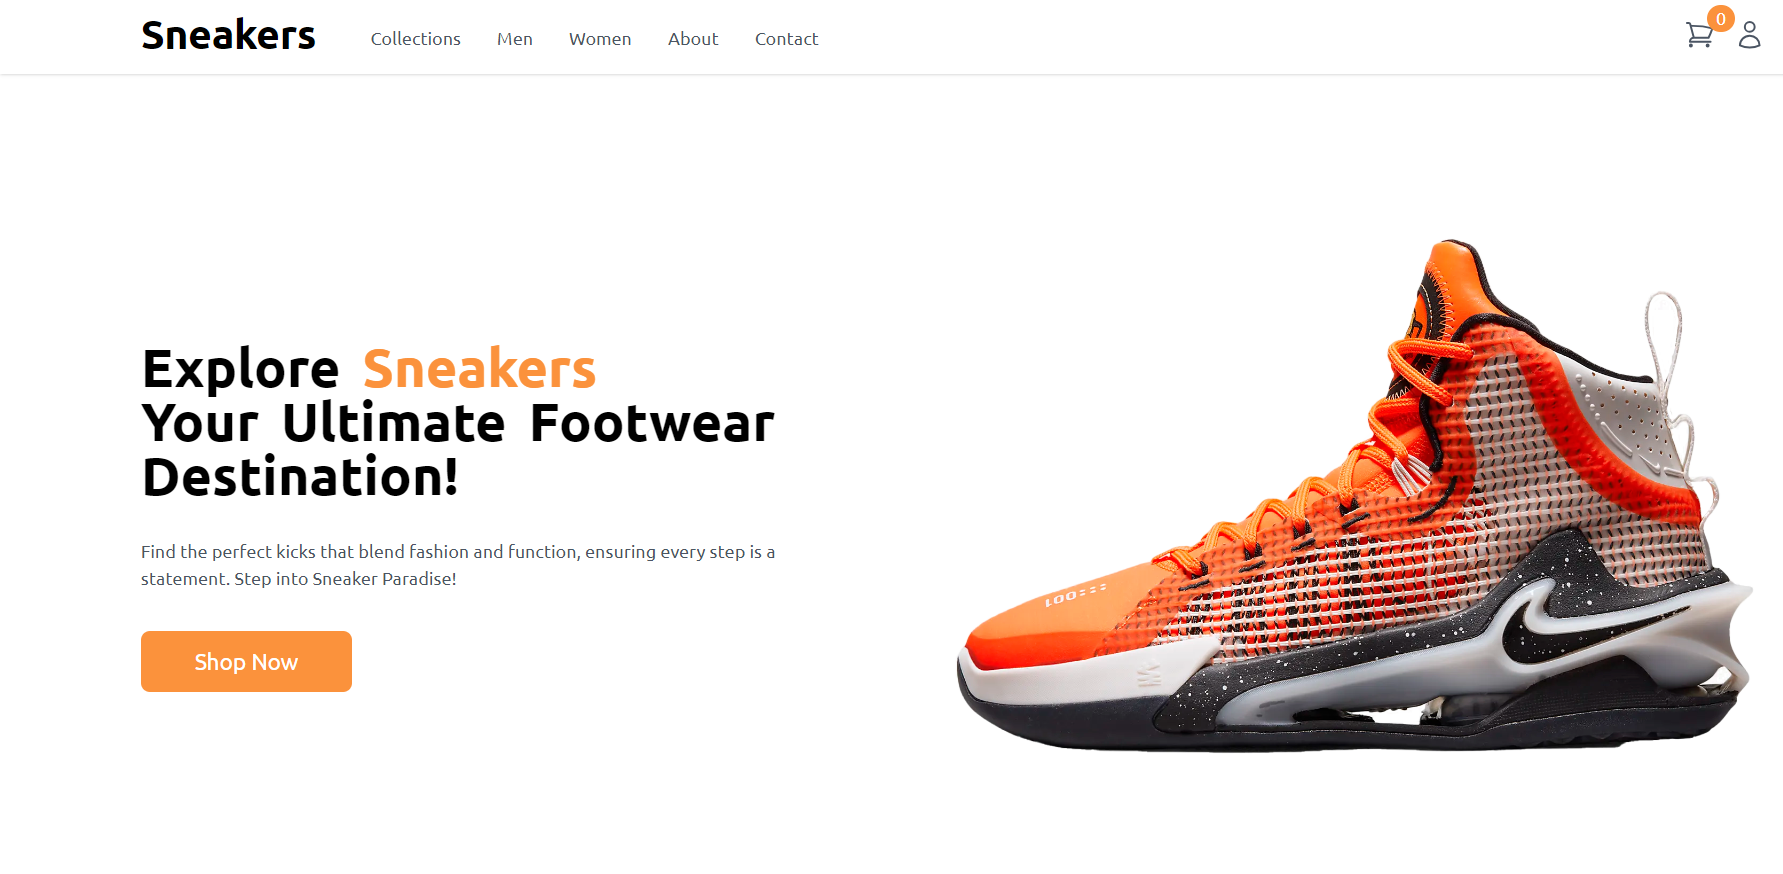 Sneakers
Collections
Men
Women
About
Contact
0
Explore Sneakers
Your Ultimate Footwear
Destination!
Find the perfect kicks that blend fashion and function, ensuring every step is a
statement. Step into Sneaker Paradise!
Shop Now
001